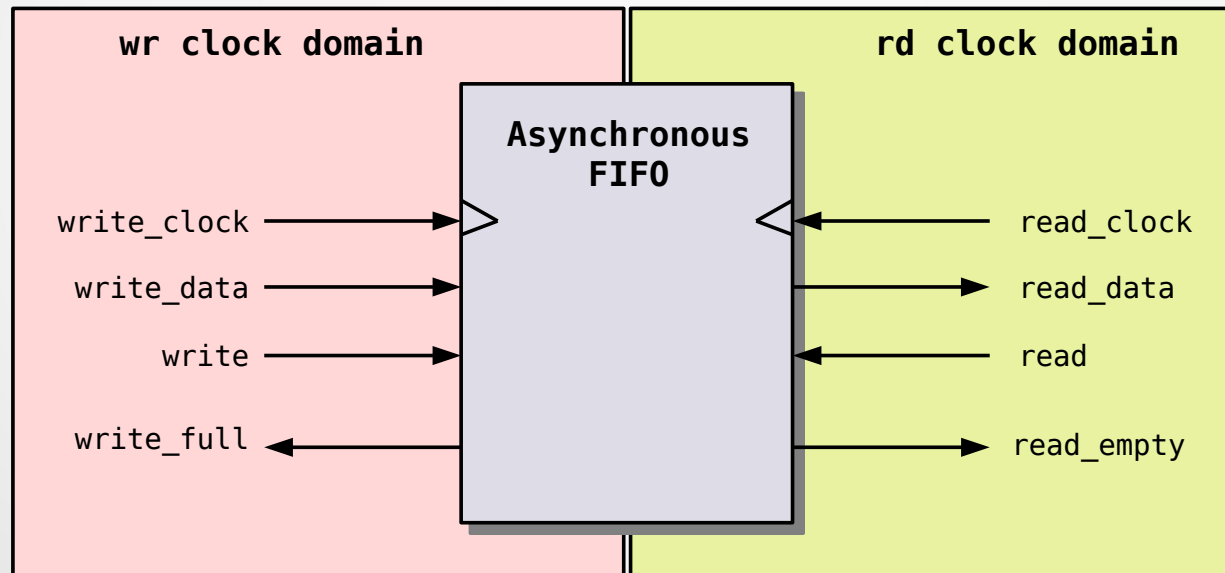 wr clock domain
rd clock domain
Asynchronous
FIFO
write_clock
read_clock
write_data
read_data
write
read
write_full
read_empty